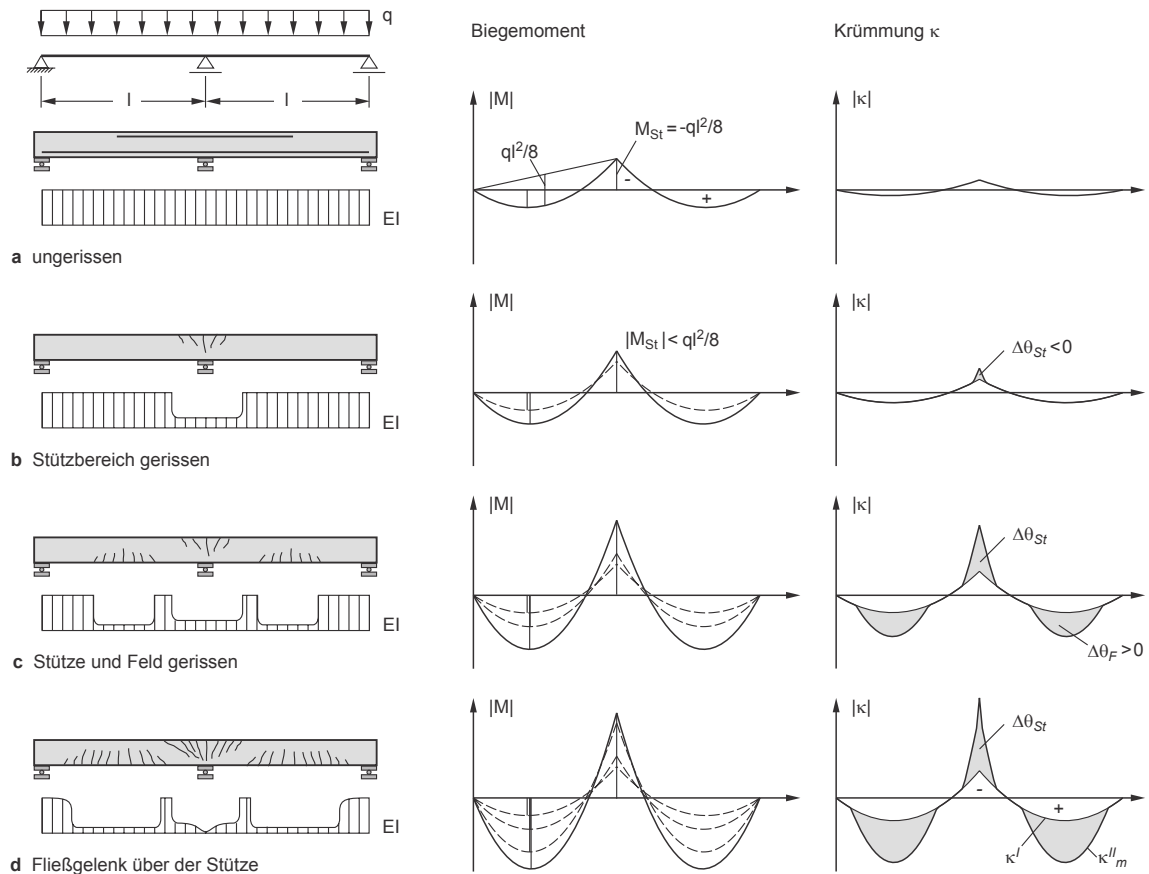 q
Biegemoment
Krümmung κ
l
l
EI
a ungerissen
|M|
ql²/8
M_St = -ql²/8
-
+
|κ|
EI
b Stützbereich gerissen
|M|
|M_St| < ql²/8
|κ|
Δθ_St < 0
EI
c Stütze und Feld gerissen
|M|
|κ|
Δθ_St
Δθ_F > 0
EI
d Fließgelenk über der Stütze
|M|
|κ|
Δθ_St
-
+
κ^I
κ^II_m